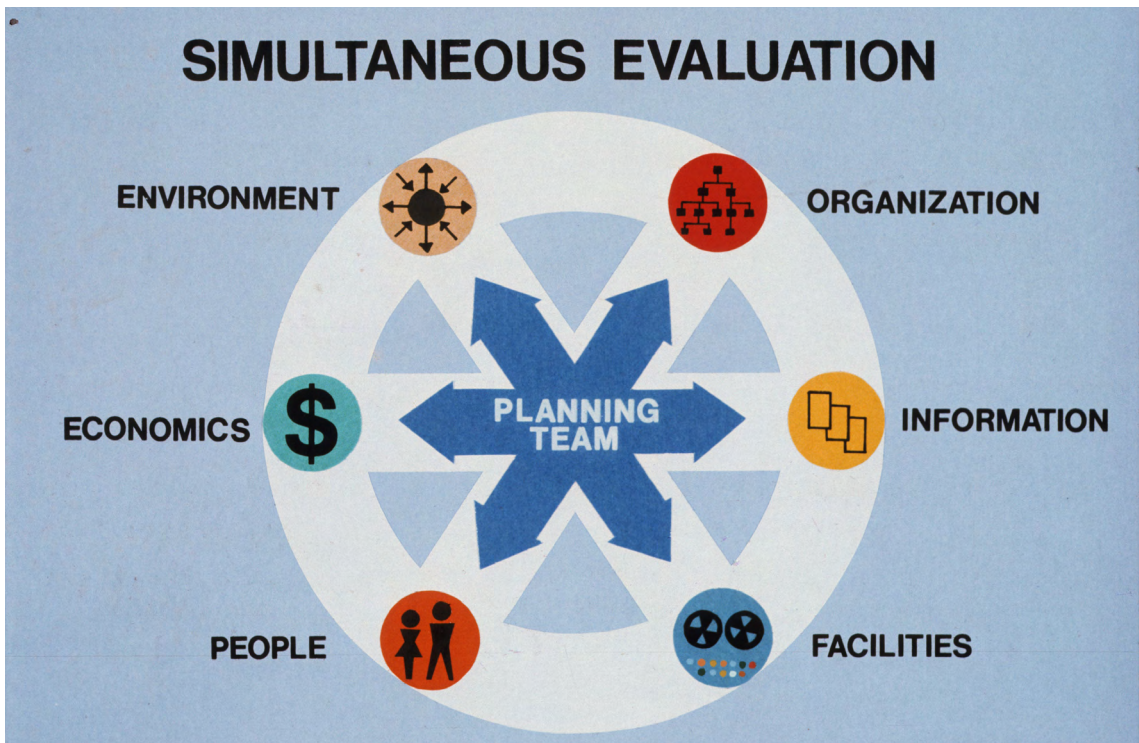 SIMULTANEOUS EVALUATION
ENVIRONMENT
ORGANIZATION
ECONOMICS
$
PLANNING
TEAM
INFORMATION
PEOPLE
FACILITIES